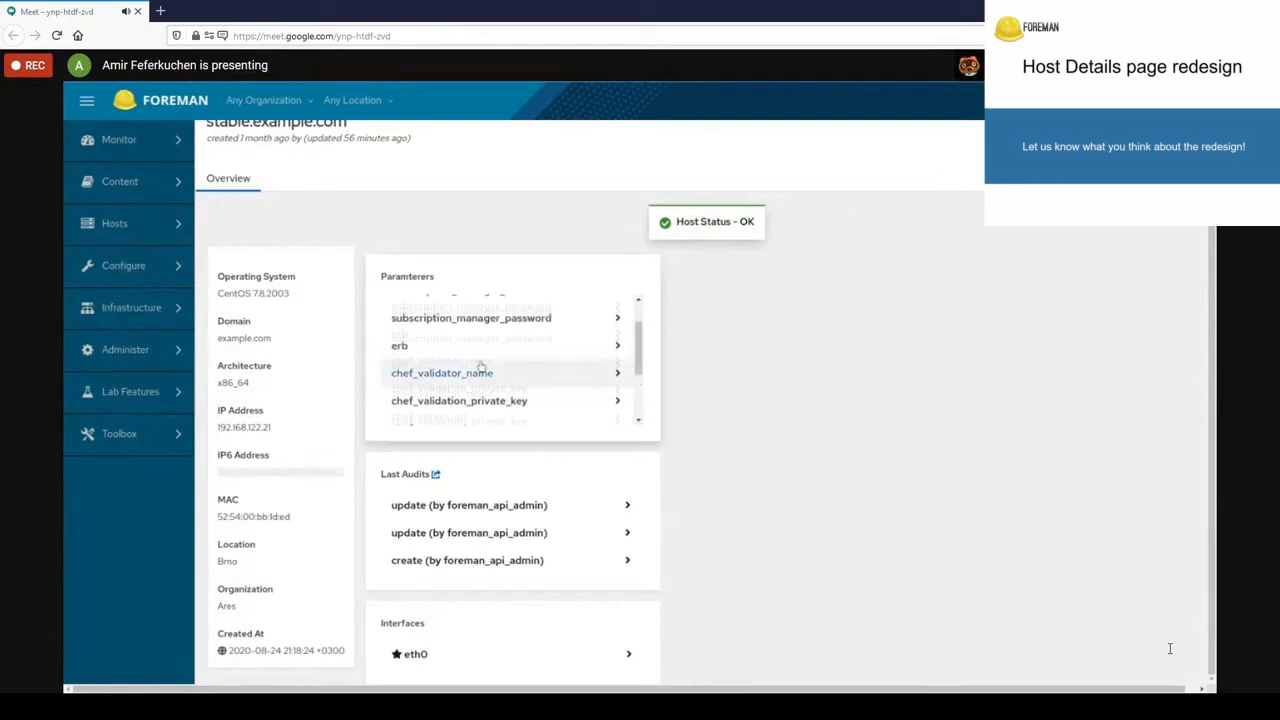 Meet – ynp-htdf-zvd
https://meet.google.com/ynp-htdf-zvd
FOREMAN
Host Details page redesign
Let us know what you think about the redesign!
REC
A
Amir Feferkuchen is presenting
FOREMAN
Any Organization
Any Location
stable.example.com
created 1 month ago by (updated 56 minutes ago)
Overview
Monitor
Content
Hosts
Configure
Infrastructure
Administer
Lab Features
Toolbox
Host Status - OK
Operating System
CentOS 7.8.2003
Domain
example.com
Architecture
x86_64
IP Address
192.168.122.21
IP6 Address
MAC
52:54:00:bb:1d:ed
Location
Brno
Organization
Ares
Created At
2020-08-24 21:18:24 +0300
Paramterers
subscription_manager_password
erb
chef_validator_name
chef_validation_private_key
Last Audits
update (by foreman_api_admin)
update (by foreman_api_admin)
create (by foreman_api_admin)
Interfaces
eth0